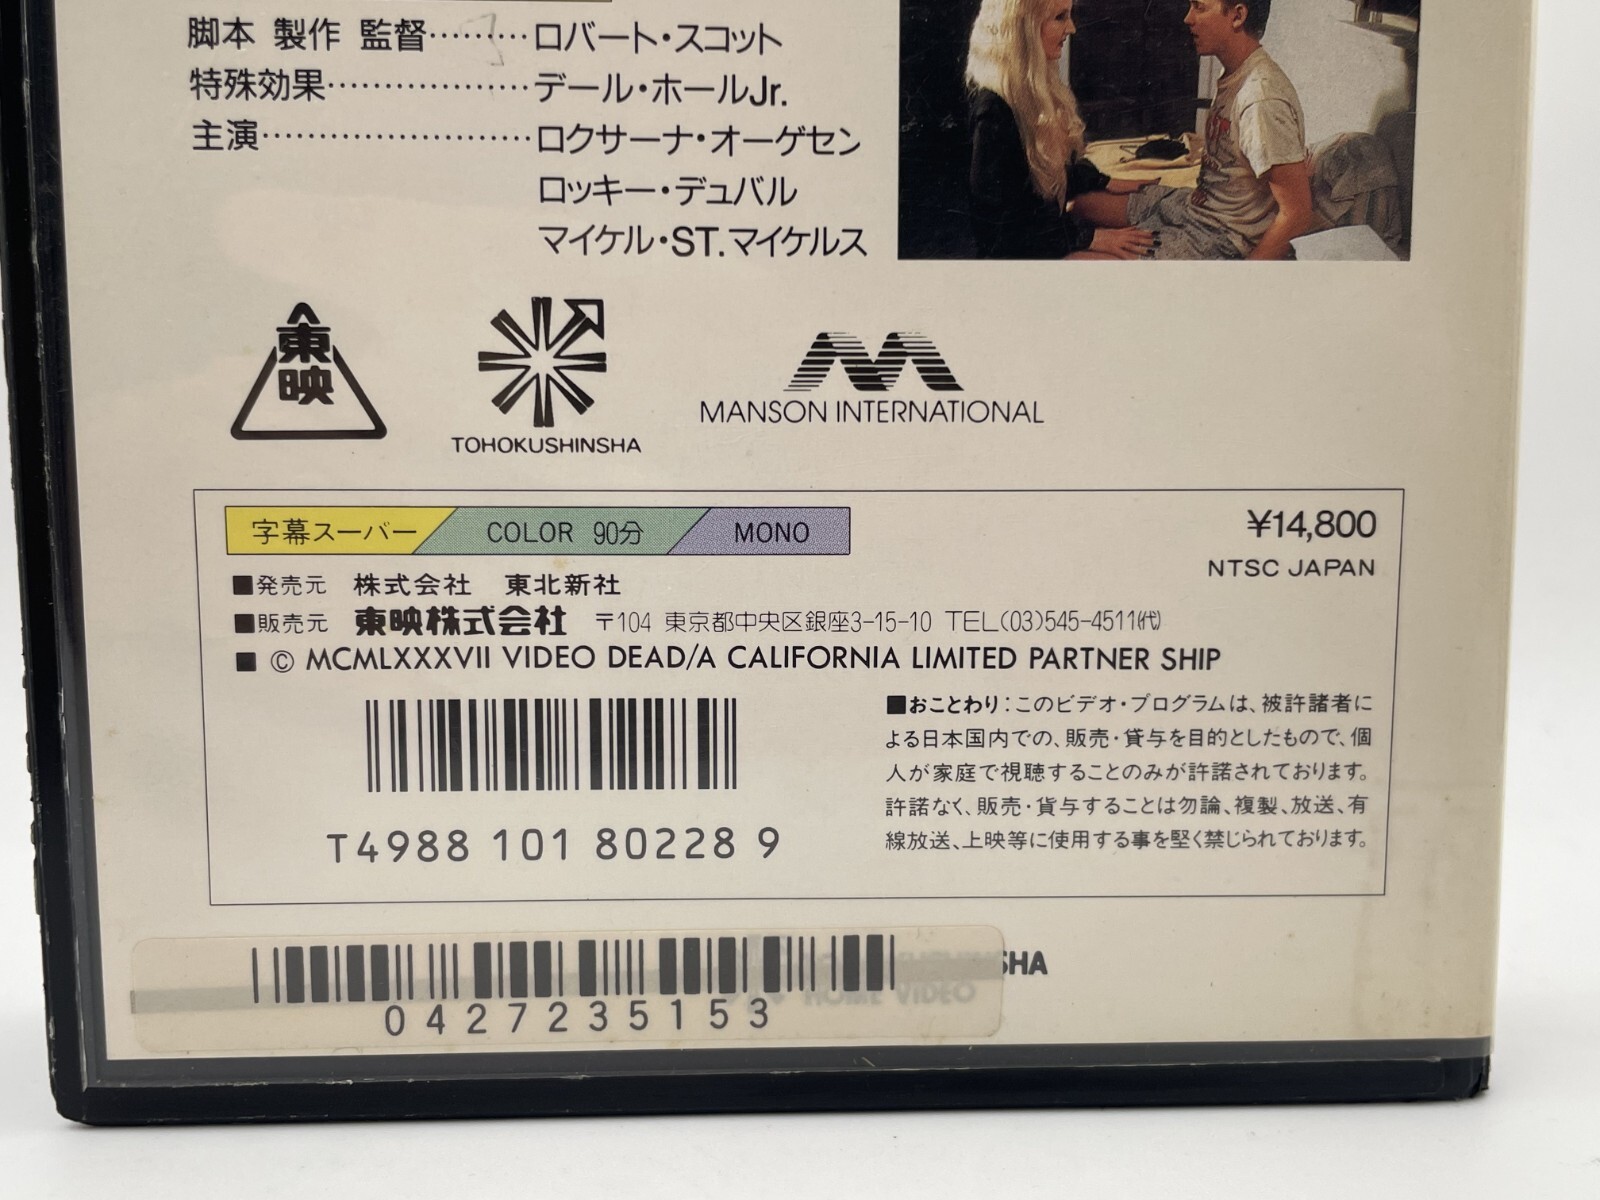 脚本 製作 監督………ロバート・スコット
特殊効果………………デール・ホールJr.
主演……………………ロクサーナ・オーゲセン
ロッキー・デュバル
マイケル・ST.マイケルス
東映
TOHOKUSHINSHA
MANSON INTERNATIONAL
字幕スーパー COLOR 90分 MONO
¥14,800
NTSC JAPAN
■発売元 株式会社 東北新社
■販売元 東映株式会社 〒104 東京都中央区銀座3-15-10 TEL(03)545-4511(代)
■ © MCMLXXXVII VIDEO DEAD/A CALIFORNIA LIMITED PARTNER SHIP
T4988 101 80228 9
■おことわり:このビデオ・プログラムは、被許諾者に
よる日本国内での、販売・貸与を目的としたもので、個
人が家庭で視聴することのみが許諾されております。
許諾なく、販売・貸与することは勿論、複製、放送、有
線放送、上映等に使用する事を堅く禁じられております。
SHA
HOME VIDEO
0427235153